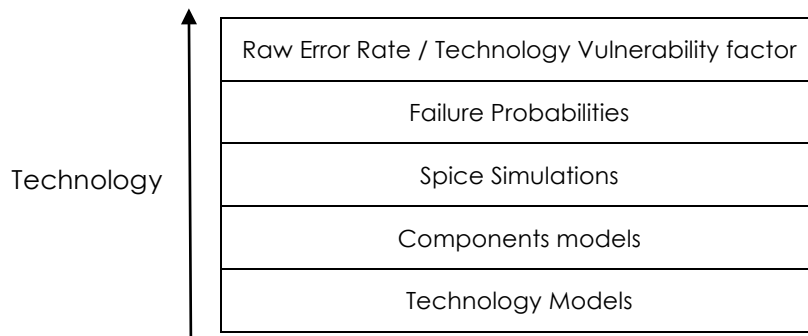 Raw Error Rate / Technology Vulnerability factor
Failure Probabilities
Technology
Spice Simulations
Components models
Technology Models